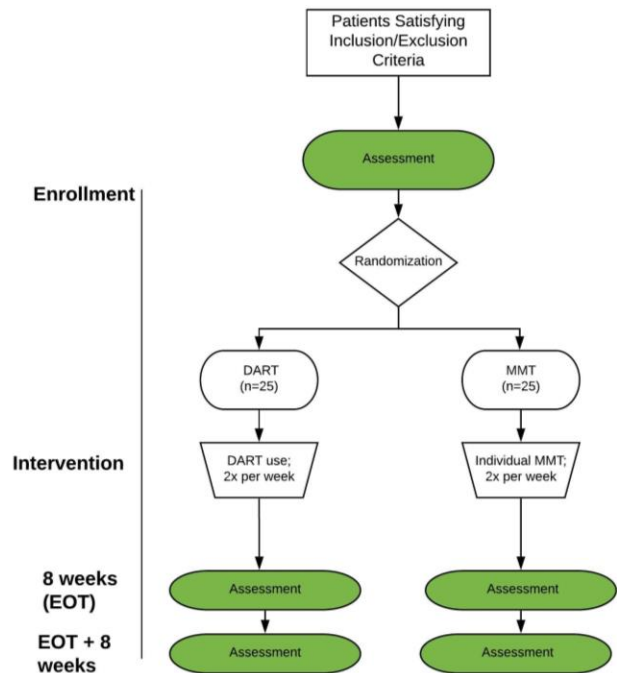 Patients Satisfying
Inclusion/Exclusion
Criteria
Assessment
Enrollment
Randomization
DART
(n=25)
MMT
(n=25)
Intervention
DART use;
2x per week
Individual MMT;
2x per week
8 weeks
(EOT)
Assessment
Assessment
EOT + 8
weeks
Assessment
Assessment